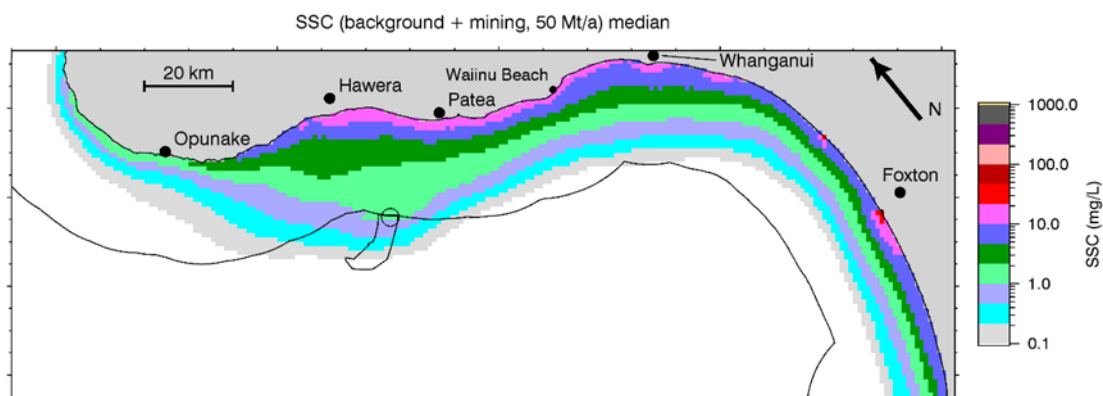 SSC (background + mining, 50 Mt/a) median
Whanganui
20 km
Waiinu Beach
Hawera
Patea
N
Opunake
Foxton
1000.0
100.0
10.0
1.0
0.1
SSC (mg/L)